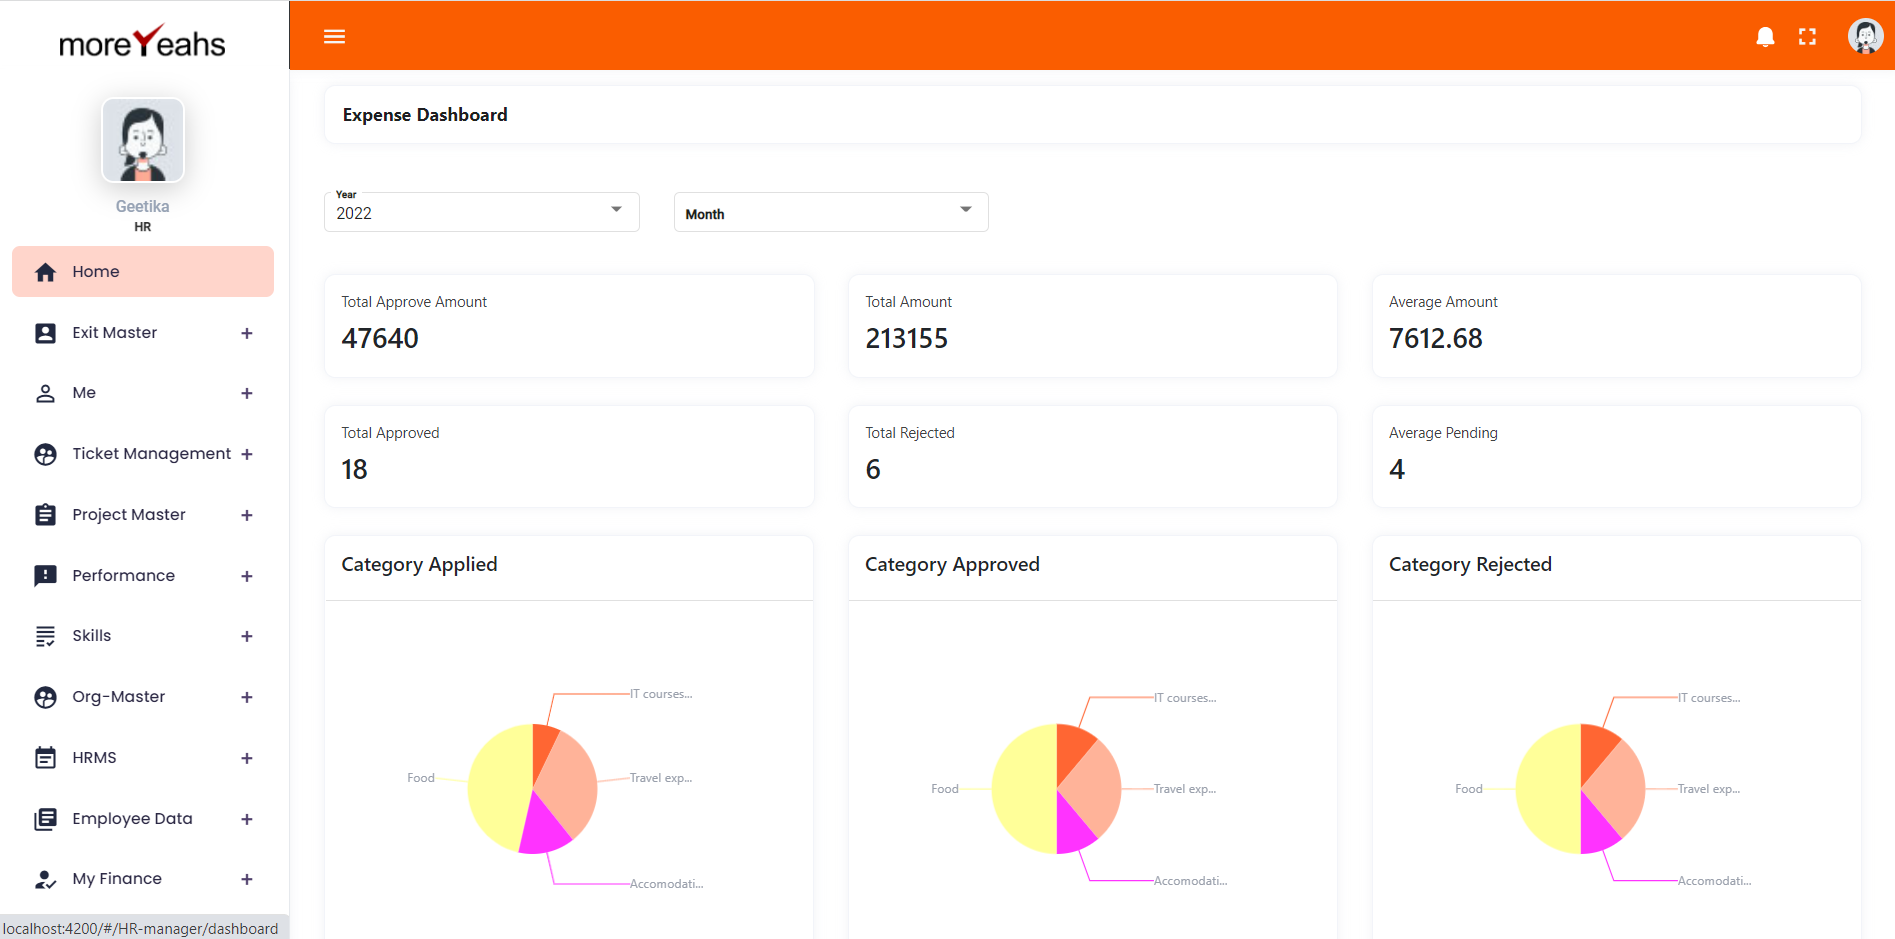 moreYeahs
Geetika
HR
Home
Exit Master +
Me +
Ticket Management +
Project Master +
Performance +
Skills +
Org-Master +
HRMS +
Employee Data +
My Finance +
localhost:4200/#/HR-manager/dashboard
Expense Dashboard
Year
2022
Month
Total Approve Amount
47640
Total Amount
213155
Average Amount
7612.68
Total Approved
18
Total Rejected
6
Average Pending
4
Category Applied
IT courses...
Food
Travel exp...
Accomodati...
Category Approved
IT courses...
Food
Travel exp...
Accomodati...
Category Rejected
IT courses...
Food
Travel exp...
Accomodati...